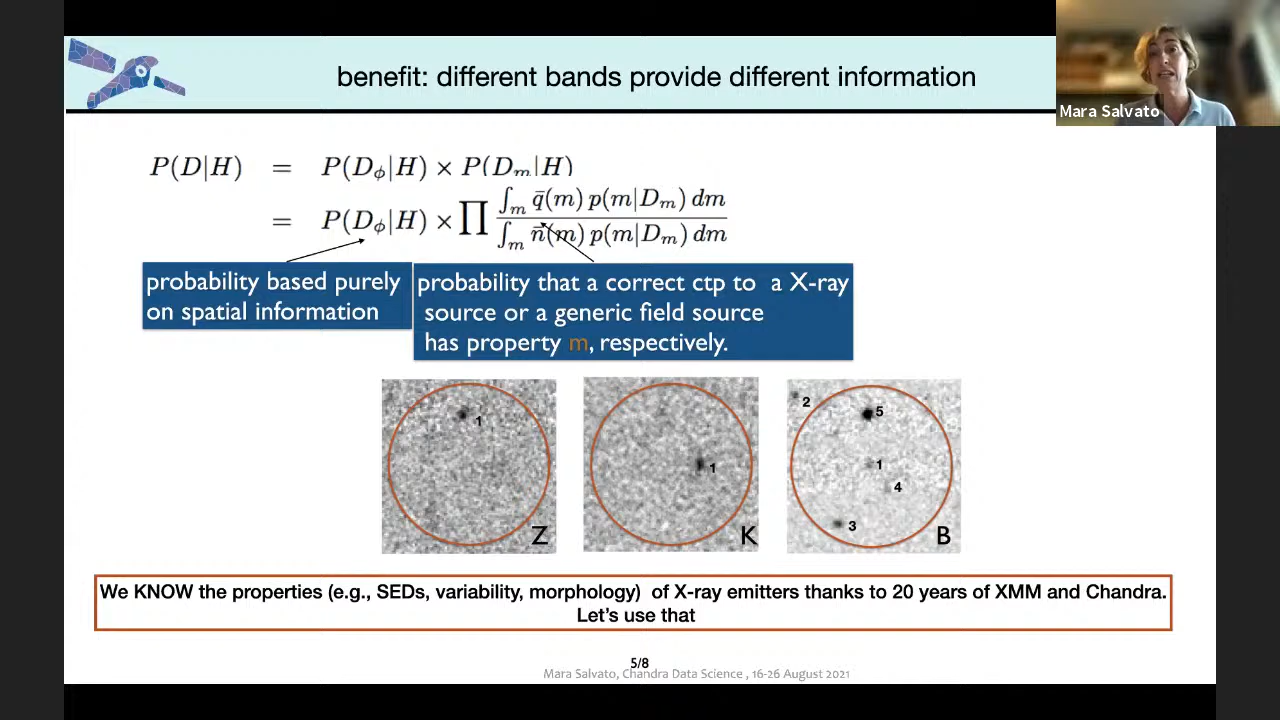 benefit: different bands provide different information
Mara Salvato
P(D|H) = P(D_ϕ|H) × P(D_m|H)
= P(D_ϕ|H) × ∏ ∫_m q̄(m) p(m|D_m) dm
∫_m n̄(m) p(m|D_m) dm
probability based purely
on spatial information
probability that a correct ctp to a X-ray
source or a generic field source
has property m, respectively.
1
Z
1
K
2
5
1
4
3
B
We KNOW the properties (e.g., SEDs, variability, morphology) of X-ray emitters thanks to 20 years of XMM and Chandra.
Let's use that
5/8
Mara Salvato, Chandra Data Science , 16-26 August 2021